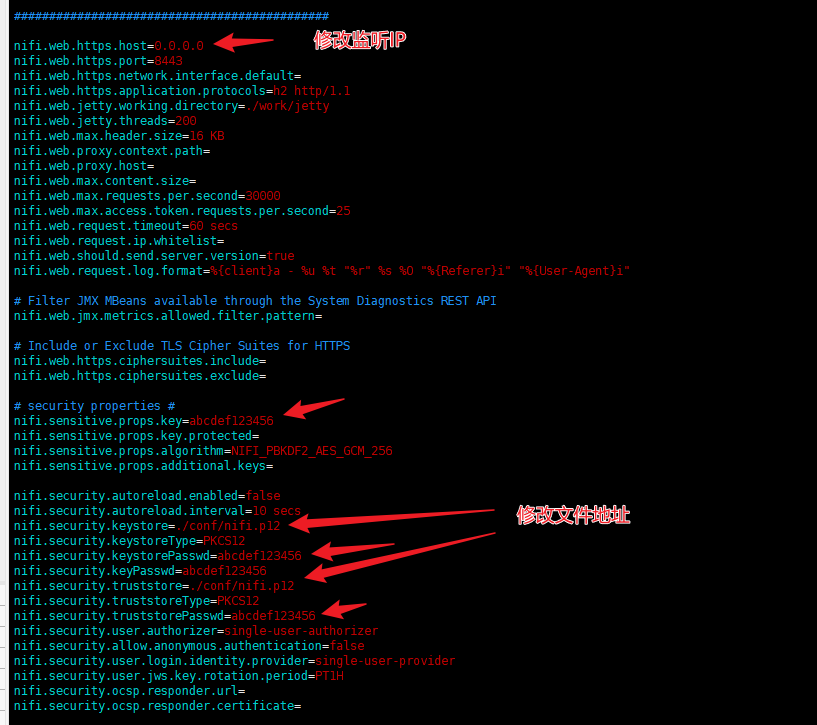 #############################################
nifi.web.https.host=0.0.0.0
修改监听IP
nifi.web.https.port=8443
nifi.web.https.network.interface.default=
nifi.web.https.application.protocols=h2 http/1.1
nifi.web.jetty.working.directory=./work/jetty
nifi.web.jetty.threads=200
nifi.web.max.header.size=16 KB
nifi.web.proxy.context.path=
nifi.web.proxy.host=
nifi.web.max.content.size=
nifi.web.max.requests.per.second=30000
nifi.web.max.access.token.requests.per.second=25
nifi.web.request.timeout=60 secs
nifi.web.request.ip.whitelist=
nifi.web.should.send.server.version=true
nifi.web.request.log.format=%{client}a - %u %t "%r" %s %O "%{Referer}i" "%{User-Agent}i"
# Filter JMX MBeans available through the System Diagnostics REST API
nifi.web.jmx.metrics.allowed.filter.pattern=
# Include or Exclude TLS Cipher Suites for HTTPS
nifi.web.https.ciphersuites.include=
nifi.web.https.ciphersuites.exclude=
# security properties #
nifi.sensitive.props.key=abcdef123456
nifi.sensitive.props.key.protected=
nifi.sensitive.props.algorithm=NIFI_PBKDF2_AES_GCM_256
nifi.sensitive.props.additional.keys=
nifi.security.autoreload.enabled=false
nifi.security.autoreload.interval=10 secs
修改文件地址
nifi.security.keystore=./conf/nifi.p12
nifi.security.keystoreType=PKCS12
nifi.security.keystorePasswd=abcdef123456
nifi.security.keyPasswd=abcdef123456
nifi.security.truststore=./conf/nifi.p12
nifi.security.truststoreType=PKCS12
nifi.security.truststorePasswd=abcdef123456
nifi.security.user.authorizer=single-user-authorizer
nifi.security.allow.anonymous.authentication=false
nifi.security.user.login.identity.provider=single-user-provider
nifi.security.user.jws.key.rotation.period=PT1H
nifi.security.ocsp.responder.url=
nifi.security.ocsp.responder.certificate=